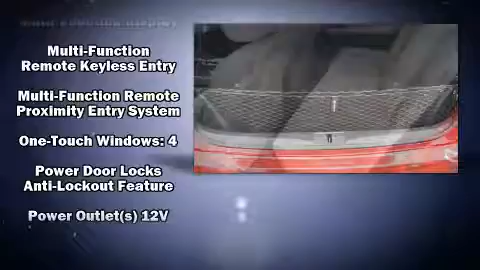 Multi-Function
Remote Keyless Entry
Multi-Function Remote
Proximity Entry System
One-Touch Windows: 4
Power Door Locks
Anti-Lockout Feature
Power Outlet(s) 12V